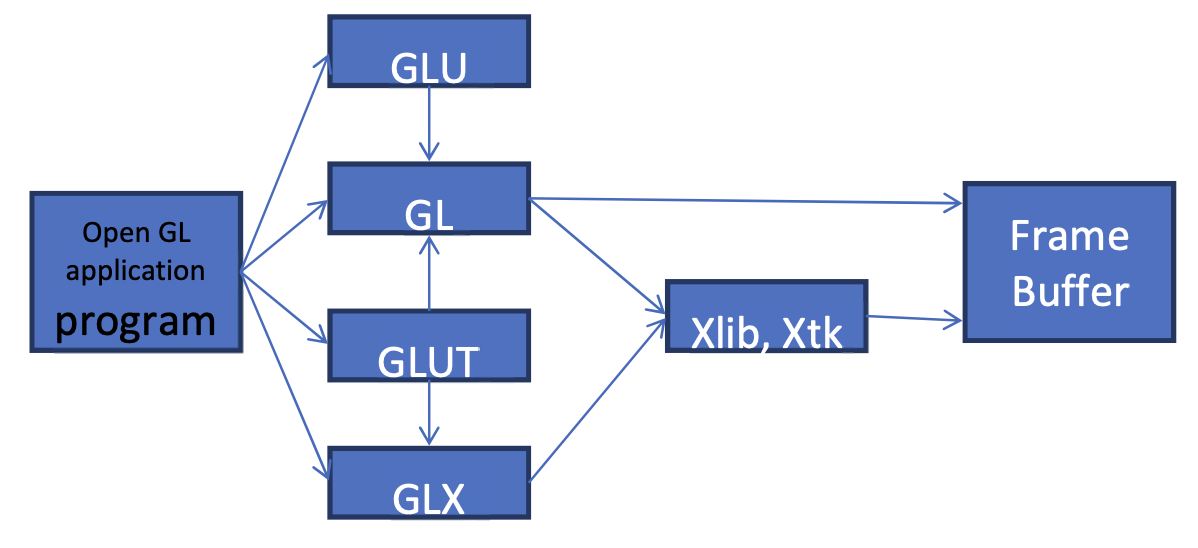 GLU
GL
Open GL
application
program
GLUT
GLX
Xlib, Xtk
Frame
Buffer